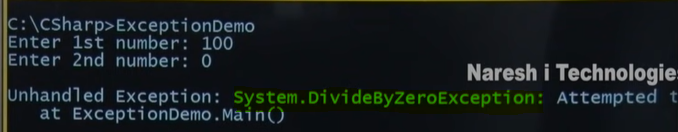 C:\CSharp>ExceptionDemo
Enter 1st number: 100
Enter 2nd number: 0
Naresh i Technologies
Unhandled Exception: System.DivideByZeroException: Attempted t
at ExceptionDemo.Main()